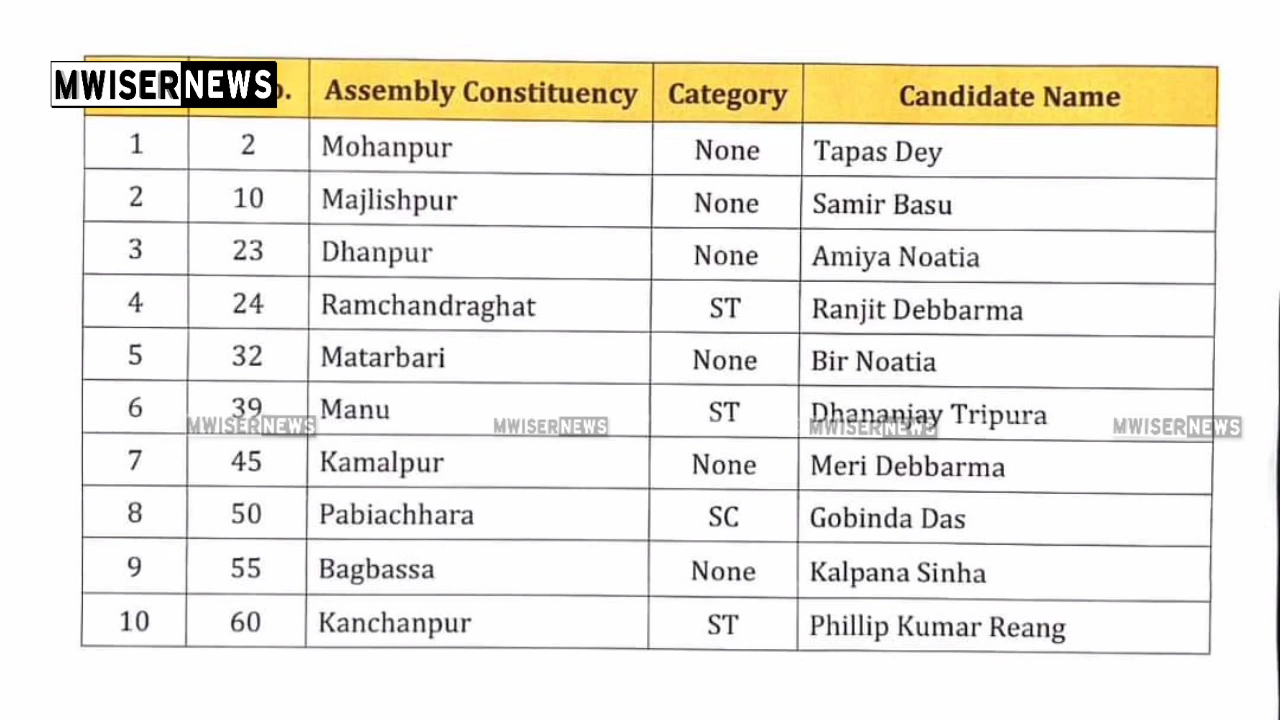 MWISERNEWS
Assembly Constituency Category Candidate Name
1 2 Mohanpur None Tapas Dey
2 10 Majlishpur None Samir Basu
3 23 Dhanpur None Amiya Noatia
4 24 Ramchandraghat ST Ranjit Debbarma
5 32 Matarbari None Bir Noatia
6 39 Manu ST Dhananjay Tripura
MWISERNEWS MWISERNEWS MWISERNEWS MWISERNEWS
7 45 Kamalpur None Meri Debbarma
8 50 Pabiachhara SC Gobinda Das
9 55 Bagbassa None Kalpana Sinha
10 60 Kanchanpur ST Phillip Kumar Reang